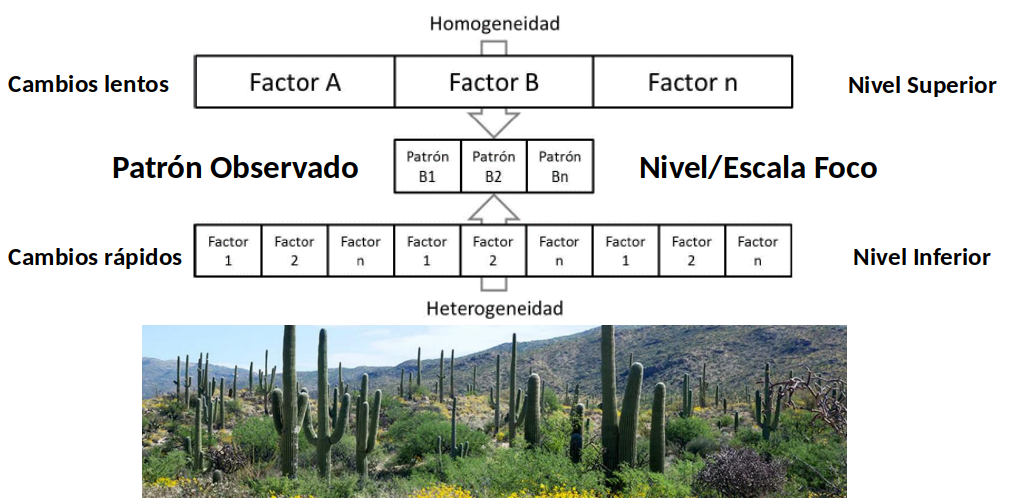 Homogeneidad
Cambios lentos
Factor A
Factor B
Factor n
Nivel Superior
Patrón Observado
Patrón
B1
Patrón
B2
Patrón
Bn
Nivel/Escala Foco
Cambios rápidos
Factor
1
Factor
2
Factor
n
Factor
1
Factor
2
Factor
n
Factor
1
Factor
2
Factor
n
Nivel Inferior
Heterogeneidad